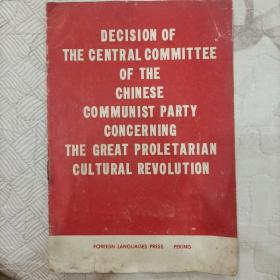 DECISION OF
THE CENTRAL COMMITTEE
OF THE
CHINESE
COMMUNIST PARTY
CONCERNING
THE GREAT PROLETARIAN
CULTURAL REVOLUTION
FOREIGN LANGUAGES PRESS PEKING